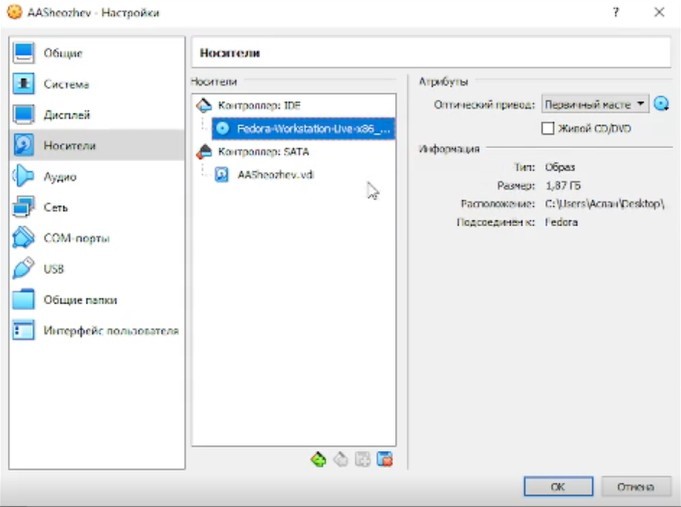 AASheozhev - Настройки
Общие
Система
Дисплей
Носители
Аудио
Сеть
COM-порты
USB
Общие папки
Интерфейс пользователя
Носители
Носители
Контроллер: IDE
Fedora-Workstation-Live-x86_...
Контроллер: SATA
AASheozhev.vdi
Атрибуты
Оптический привод: Первичный масте
Живой CD/DVD
Информация
Тип: Образ
Размер: 1,87 ГБ
Расположение: C:\Users\Аслан\Desktop\
Подсоединён к: Fedora
OK
Отмена